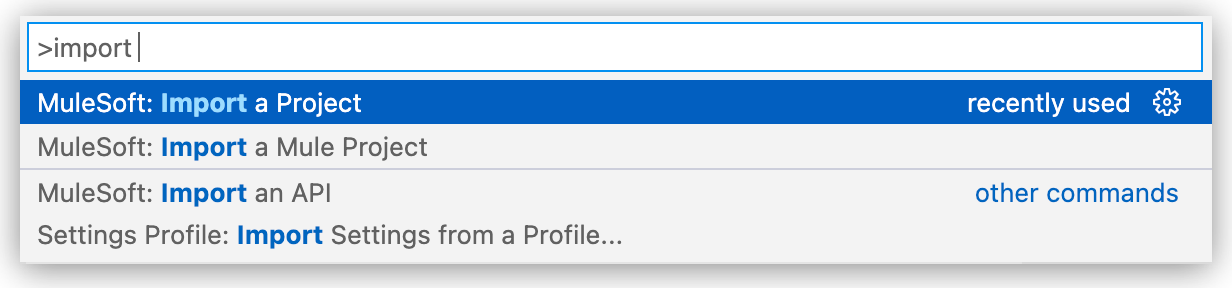 >import
MuleSoft: Import a Project recently used
MuleSoft: Import a Mule Project
MuleSoft: Import an API other commands
Settings Profile: Import Settings from a Profile...